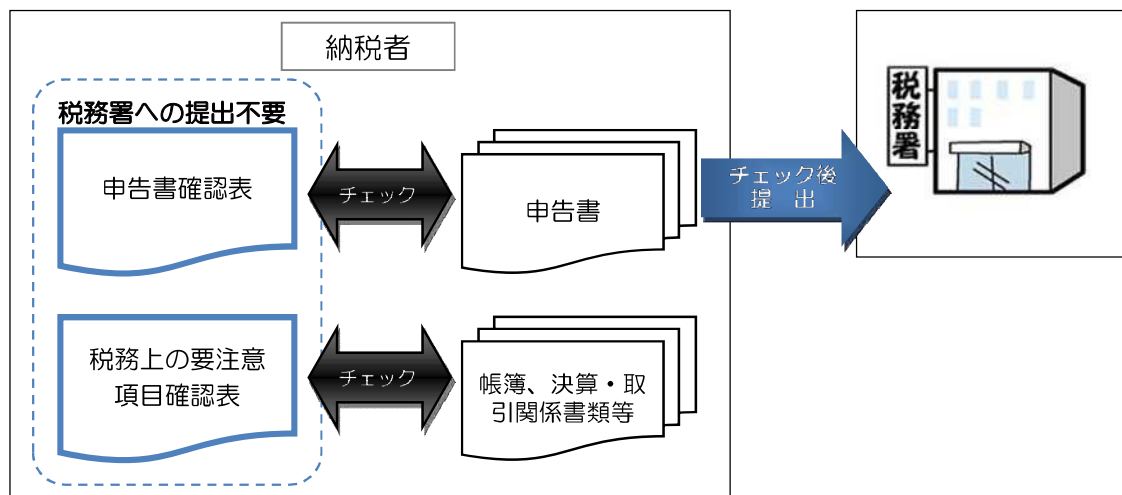 納税者
税務署への提出不要
申告書確認表
チェック
申告書
チェック後
提 出
税務署
税務上の要注意
項目確認表
チェック
帳簿、決算・取
引関係書類等